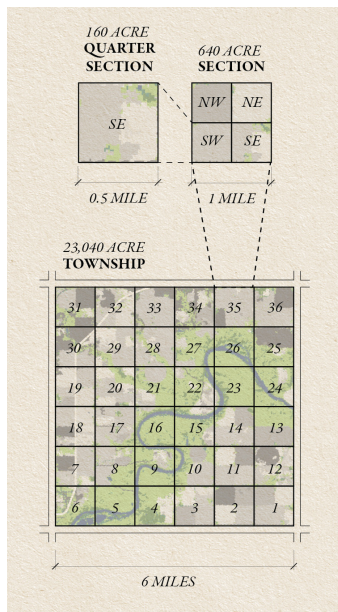 160 ACRE
QUARTER
SECTION
640 ACRE
SECTION
SE
NW NE
SW SE
0.5 MILE
1 MILE
23,040 ACRE
TOWNSHIP
31 32 33 34 35 36
30 29 28 27 26 25
19 20 21 22 23 24
18 17 16 15 14 13
7 8 9 10 11 12
6 5 4 3 2 1
6 MILES